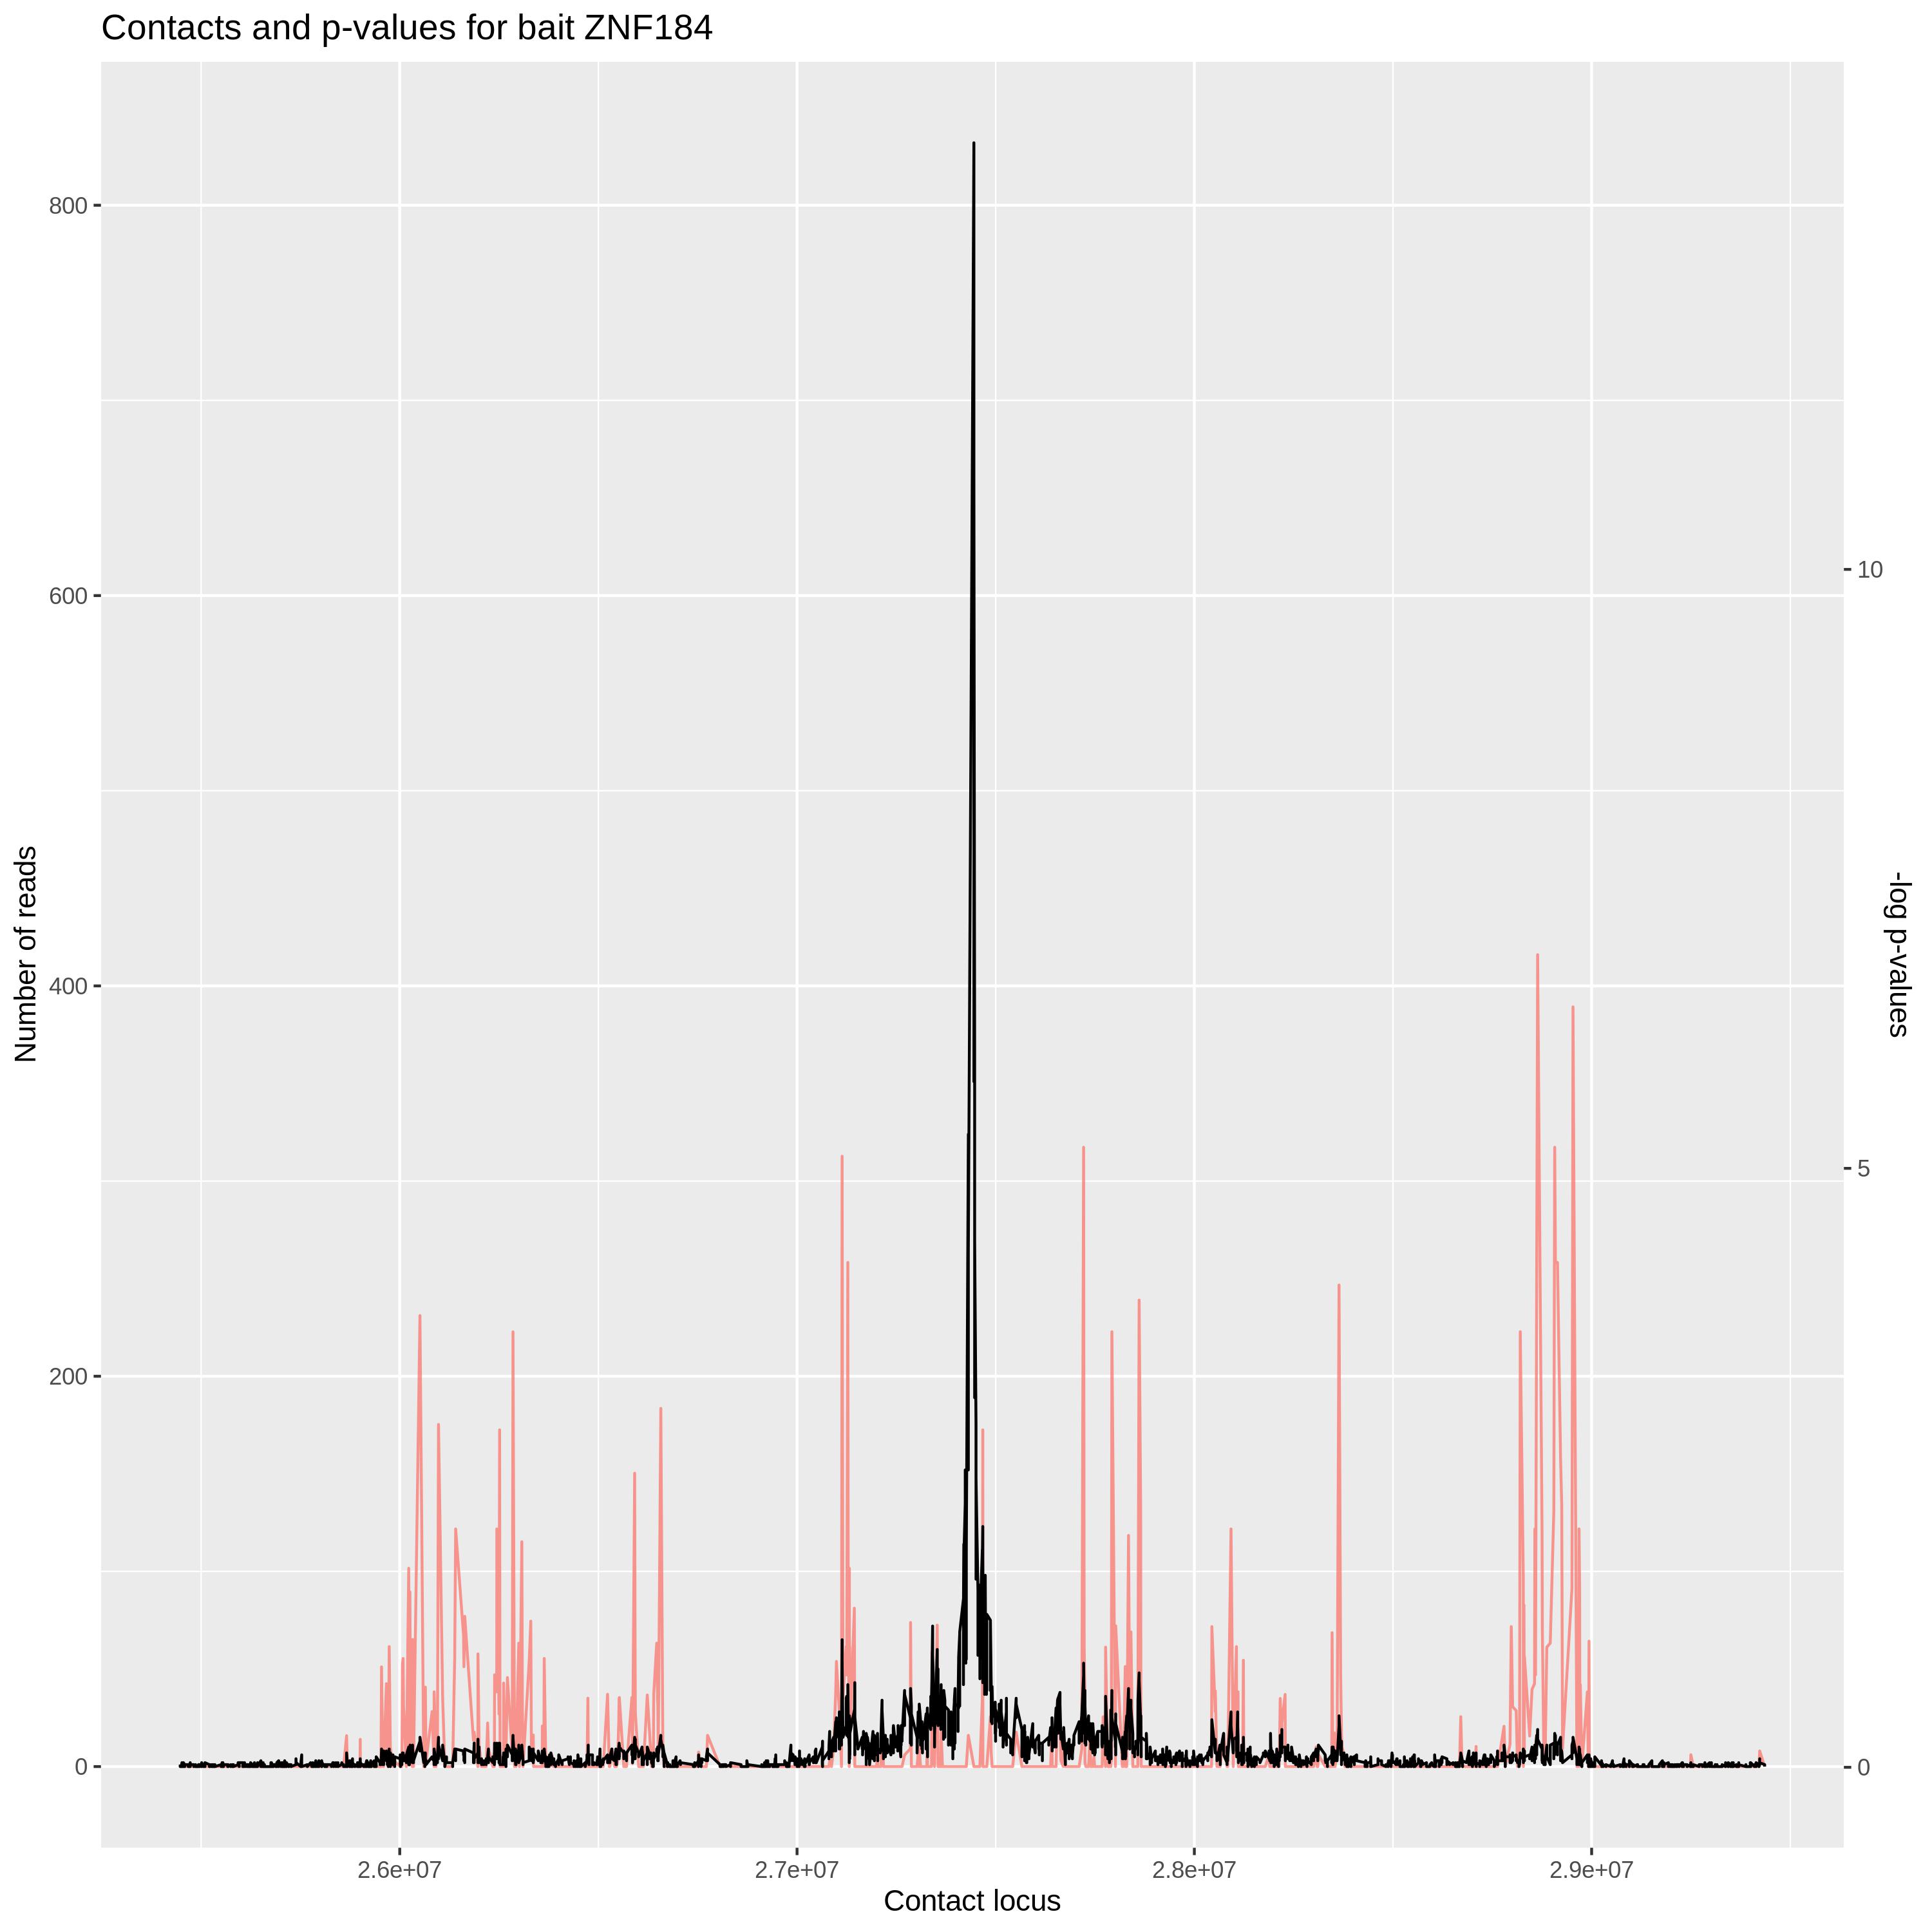 Contacts and p-values for bait ZNF184
800
600
400
200
0
Number of reads
10
5
0
-log p-values
2.6e+07
2.7e+07
2.8e+07
2.9e+07
Contact locus